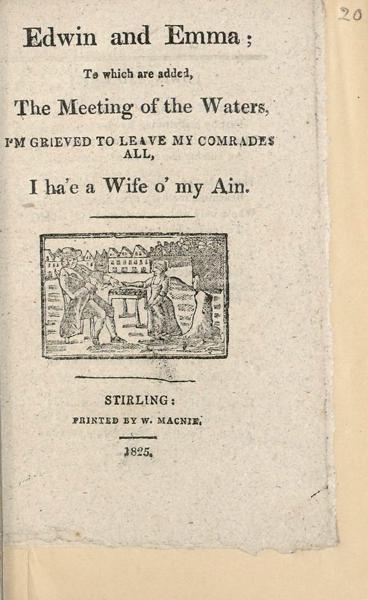 20
Edwin and Emma;
To which are added,
The Meeting of the Waters,
I'M GRIEVED TO LEAVE MY COMRADES
ALL,
I ha'e a Wife o' my Ain.
STIRLING:
PRINTED BY W. MACNIE,
1825.